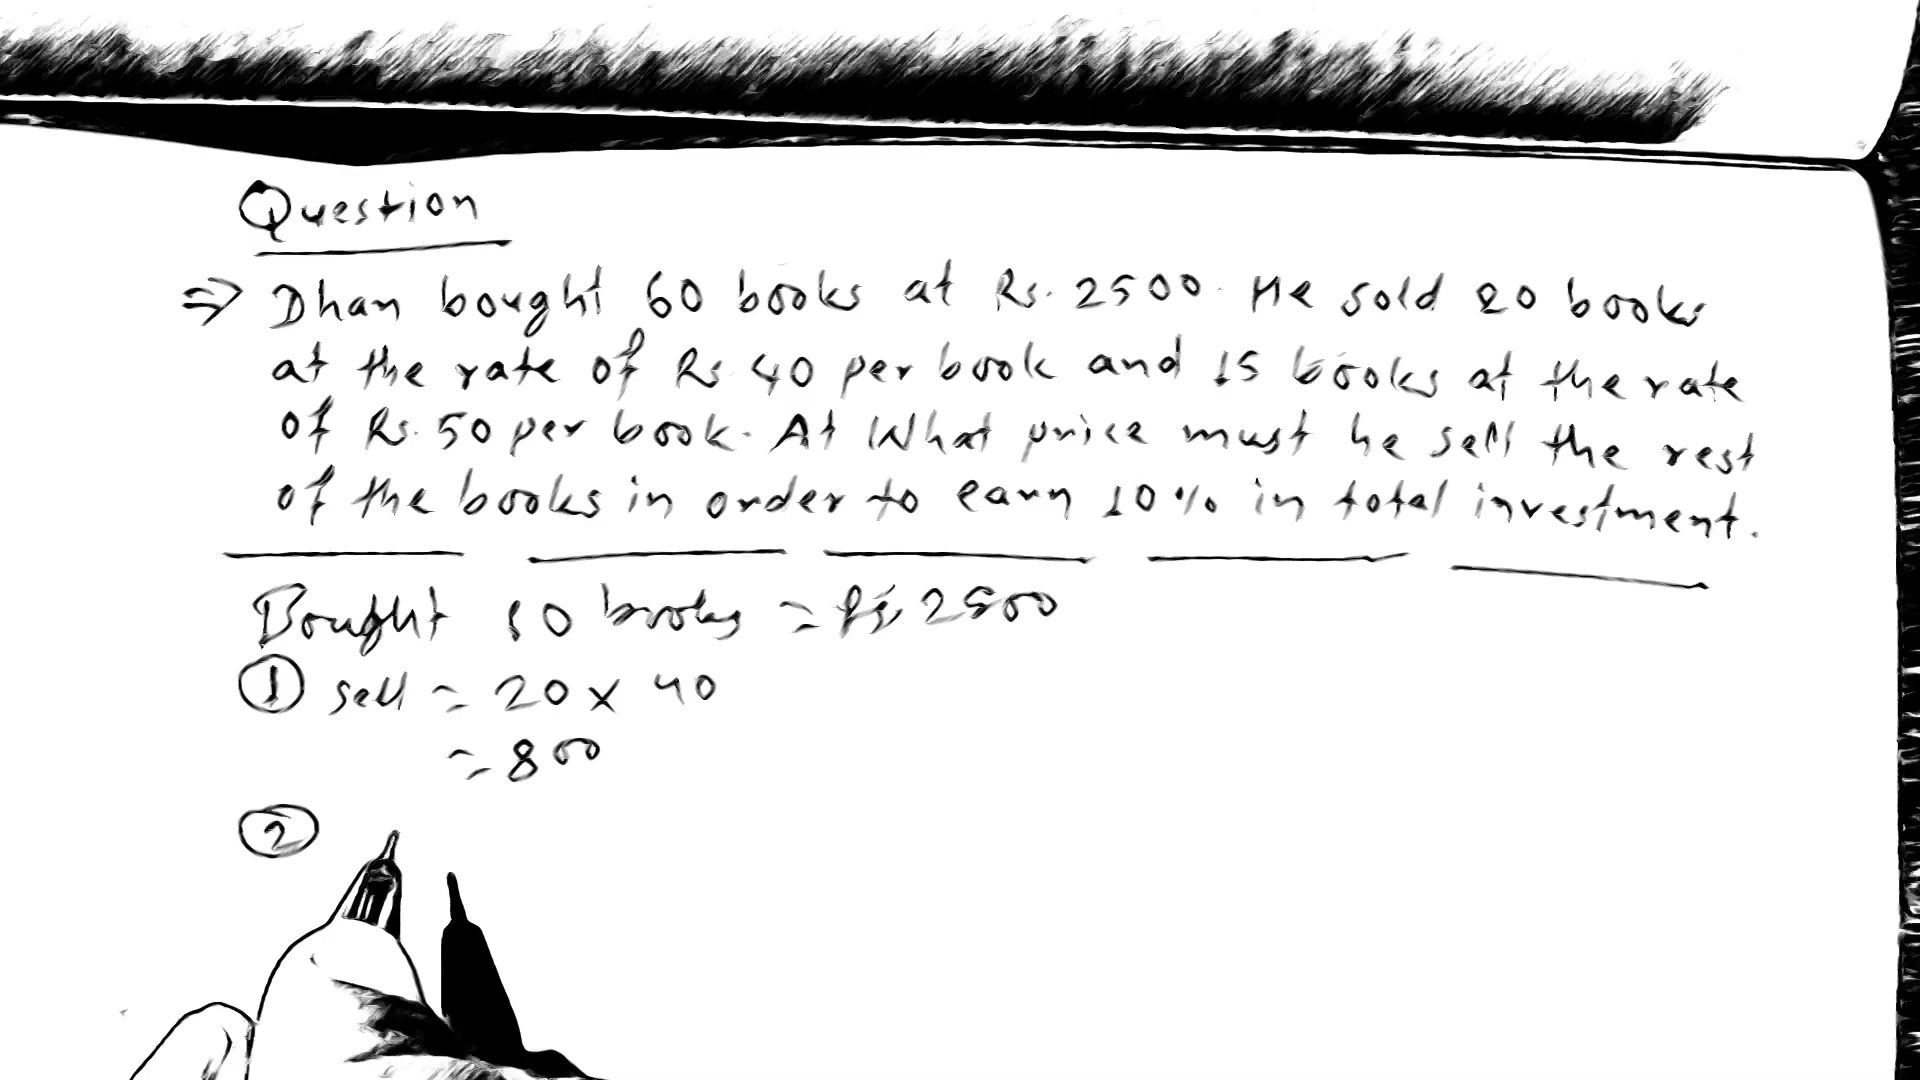 Question
⇒ Dhan bought 60 books at Rs. 2500. He sold 20 books
at the rate of Rs 40 per book and 15 books at the rate
of Rs. 50 per book. At What price must he sell the rest
of the books in order to earn 10% in total investment.
Bought 60 books = Rs 2500
① sell = 20 x 40
= 800
②